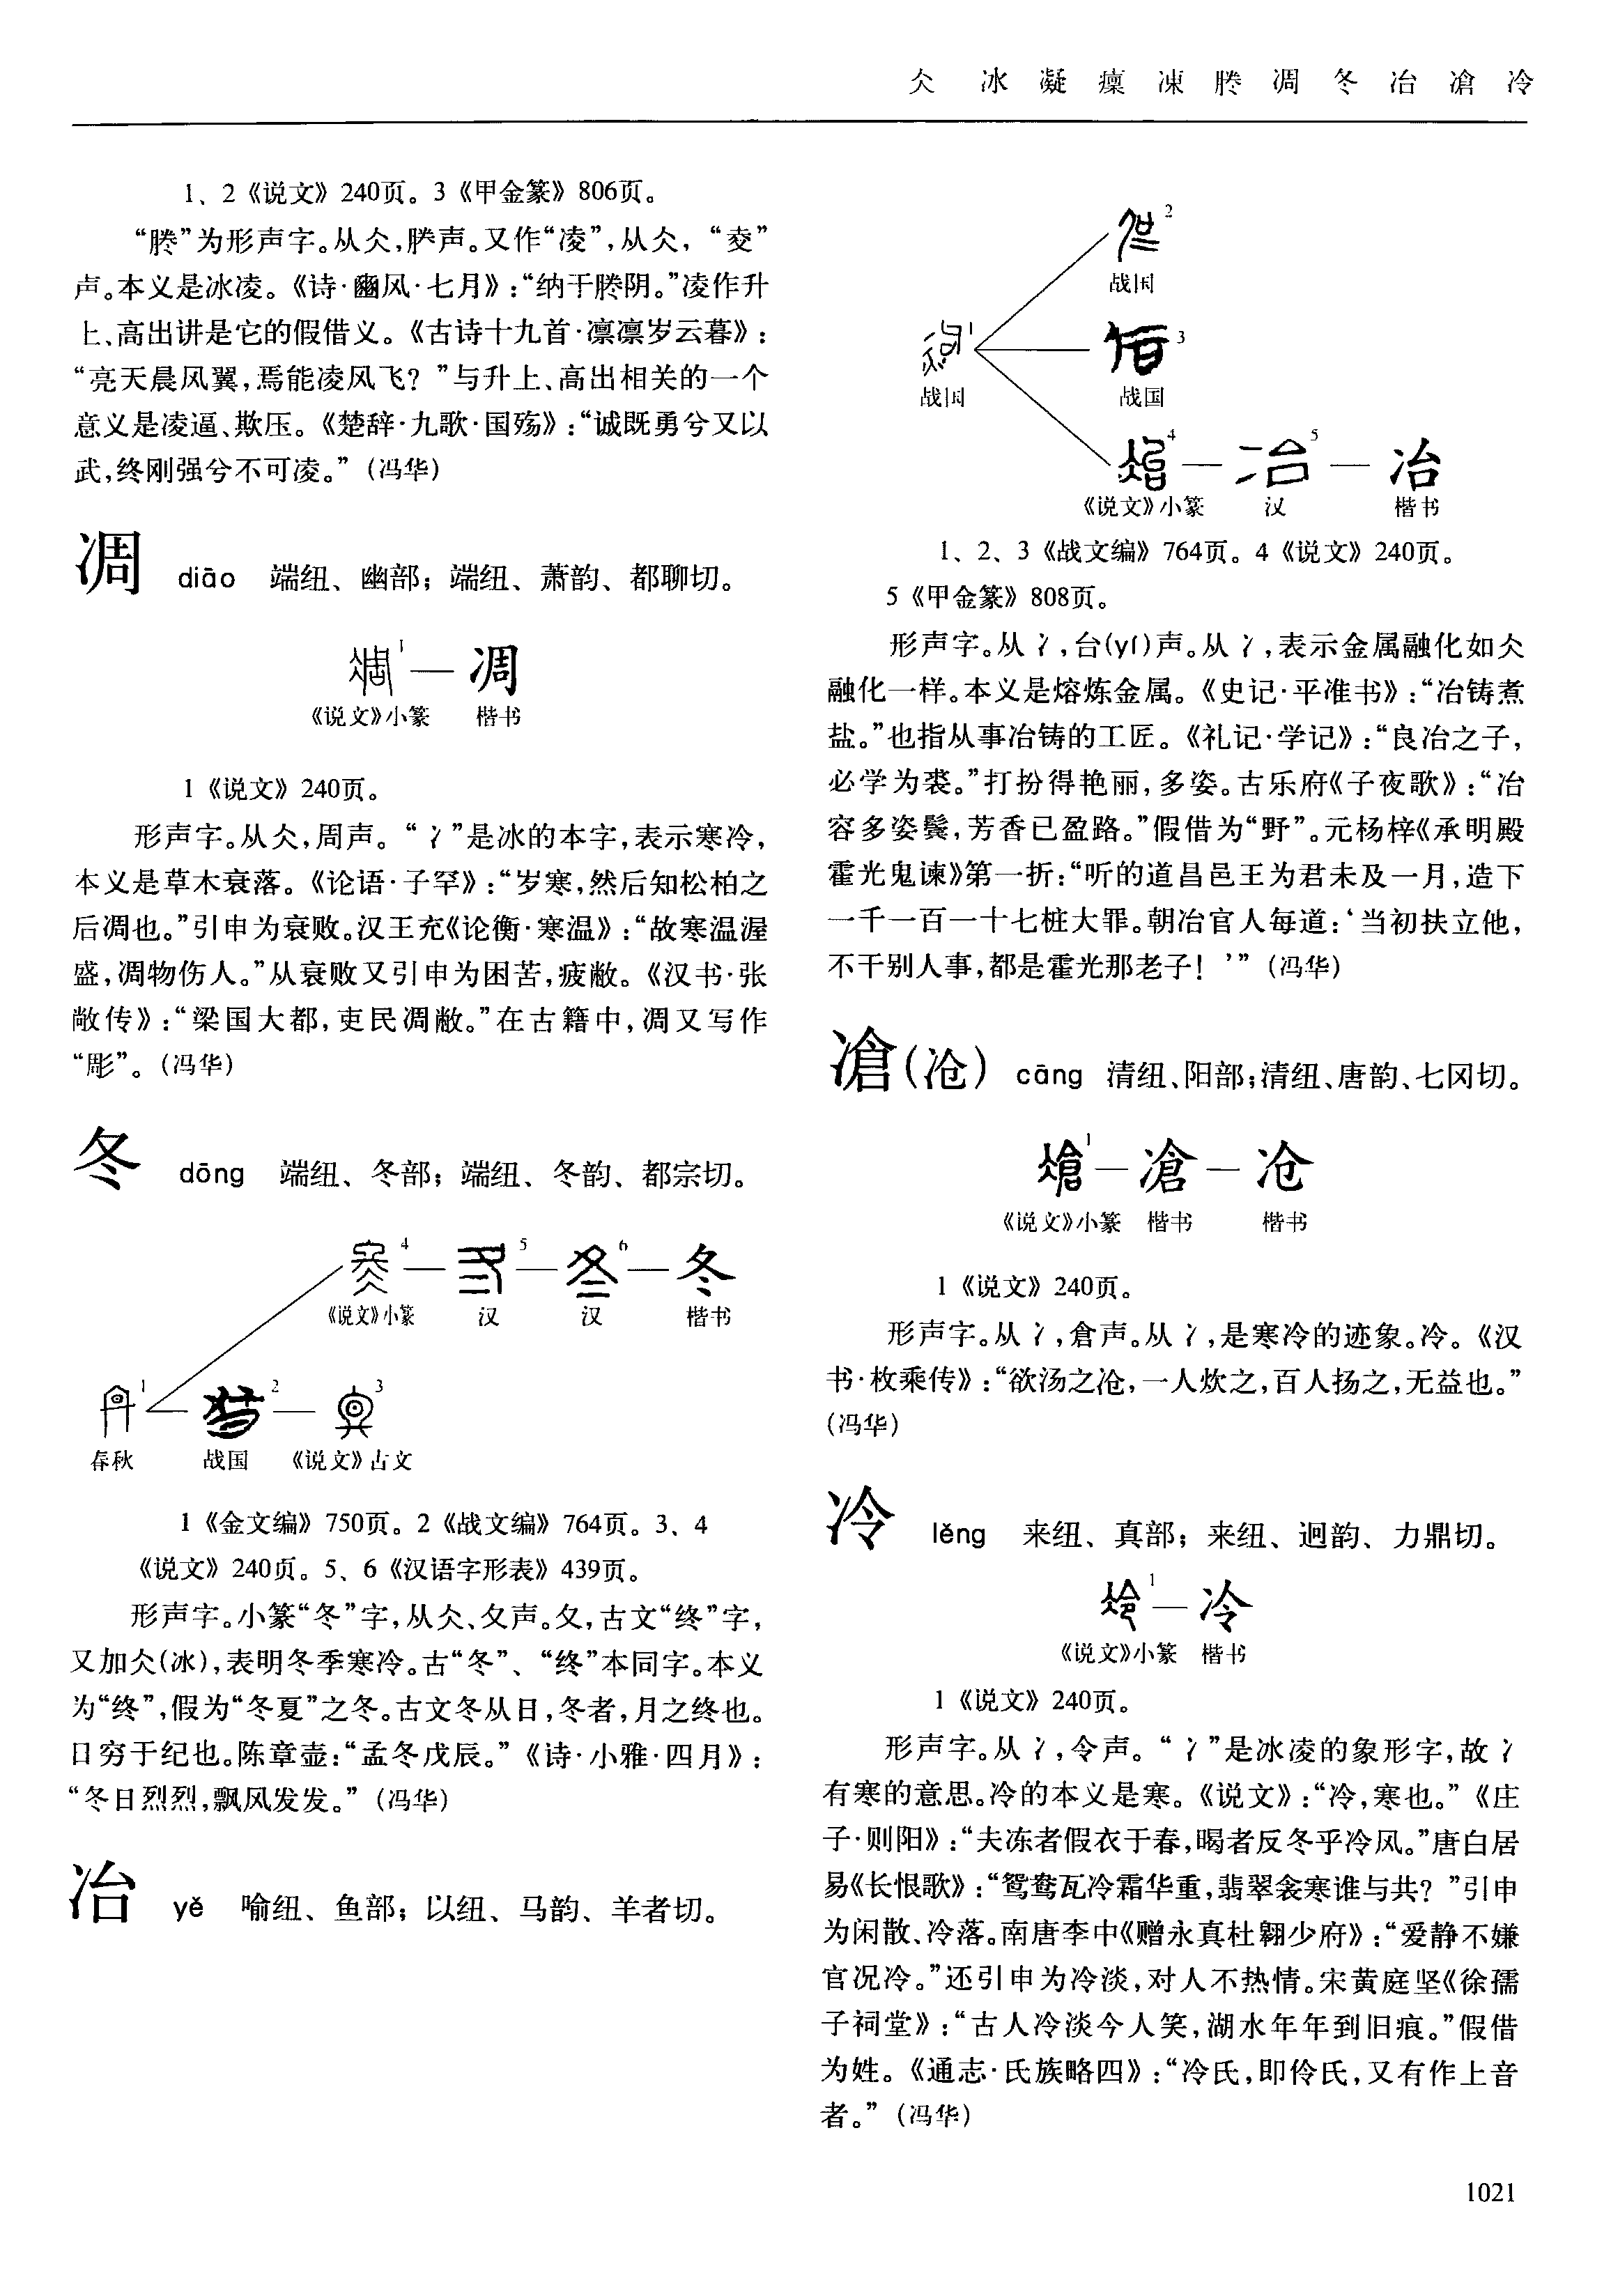 仌 冰 凝 凜 凍 凋 冬 冶 凔 冷
1、2《说文》240页。3《甲金篆》806页。
“䐶”为形声字。从仌,朕声。又作“凌”,从仌,“夌”
声。本义是冰凌。《诗·豳风·七月》:“纳于阴。”凌作升
上、高出讲是它的假借义。《古诗十九首·凛凛岁云暮》:
“亮无晨风翼,焉能凌风飞?”与升上、高出相关的一个
意义是凌逼、欺压。《楚辞·九歌·国殇》:“诚既勇兮又以
武,终刚强兮不可凌。”(冯华)
凋 diāo 端纽、幽部;端纽、萧韵、都聊切。
1 — 凋
《说文》小篆 楷书
1《说文》240页。
形声字。从仌,周声。“冫”是冰的本字,表示寒冷,
本义是草木衰落。《论语·子罕》:“岁寒,然后知松柏之
后凋也。”引申为衰败。汉王充《论衡·寒温》:“故寒温渥
盛,凋物伤人。”从衰败又引申为困苦,疲敝。《汉书·张
敞传》:“梁国大都,吏民凋敝。”在古籍中,凋又写作
“彫”。(冯华)
冬 dōng 端纽、冬部;端纽、冬韵、都宗切。
4 — 5 — 6 — 冬
《说文》小篆 汉 汉 楷书
1 2 — 3
春秋 战国 《说文》古文
1《金文编》750页。2《战文编》764页。3、4
《说文》240页。5、6《汉语字形表》439页。
形声字。小篆“冬”字,从仌、夂声。夂,古文“终”字,
又加仌(冰),表明冬季寒冷。古“冬”、“终”本同字。本义
为“终”,假为“冬夏”之冬。古文冬从日,冬者,月之终也。
日穷于纪也。陈章壶:“孟冬戊辰。”《诗·小雅·四月》:
“冬日烈烈,飘风发发。”(冯华)
冶 yě 喻纽、鱼部;以纽、马韵、羊者切。
2
战国
1 3
战国 战国
4 — 5 — 冶
《说文》小篆 汉 楷书
1、2、3《战文编》764页。4《说文》240页。
5《甲金篆》808页。
形声字。从冫,台(yí)声。从冫,表示金属融化如仌
融化一样。本义是熔炼金属。《史记·平准书》:“冶铸煮
盐。”也指从事冶铸的工匠。《礼记·学记》:“良冶之子,
必学为裘。”打扮得艳丽,多姿。古乐府《子夜歌》:“冶
容多姿鬓,芳香已盈路。”假借为“野”。元杨梓《承明殿
霍光鬼谏》第一折:“听的道昌邑王为君未及一月,造下
一千一百一十七桩大罪。朝冶官人每道:‘当初扶立他,
不干别人事,都是霍光那老子!’”(冯华)
凔(沧) cāng 清纽、阳部;清纽、唐韵、七冈切。
1 — 凔 — 沧
《说文》小篆 楷书 楷书
1《说文》240页。
形声字。从冫,倉声。从冫,是寒冷的迹象。冷。《汉
书·枚乘传》:“欲汤之沧,一人炊之,百人扬之,无益也。”
(冯华)
冷 lěng 来纽、真部;来纽、迥韵、力鼎切。
1 — 冷
《说文》小篆 楷书
1《说文》240页。
形声字。从冫,令声。“冫”是冰凌的象形字,故冫
有寒的意思。冷的本义是寒。《说文》:“冷,寒也。”《庄
子·则阳》:“夫冻者假衣于春,暍者反冬乎冷风。”唐白居
易《长恨歌》:“鸳鸯瓦冷霜华重,翡翠衾寒谁与共?”引申
为闲散、冷落。南唐李中《赠永真杜翱少府》:“爱静不嫌
官况冷。”还引申为冷淡,对人不热情。宋黄庭坚《徐孺
子祠堂》:“古人冷淡今人笑,湖水年年到旧痕。”假借
为姓。《通志·氏族略四》:“冷氏,即伶氏,又有作上音
者。”(冯华)
1021